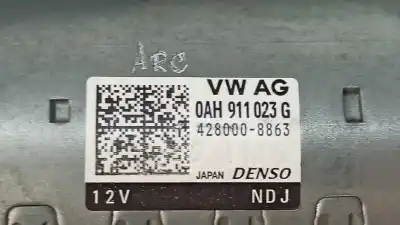 ARC
VW AG
0AH 911 023 G
428000-8863
JAPAN DENSO
12V NDJ